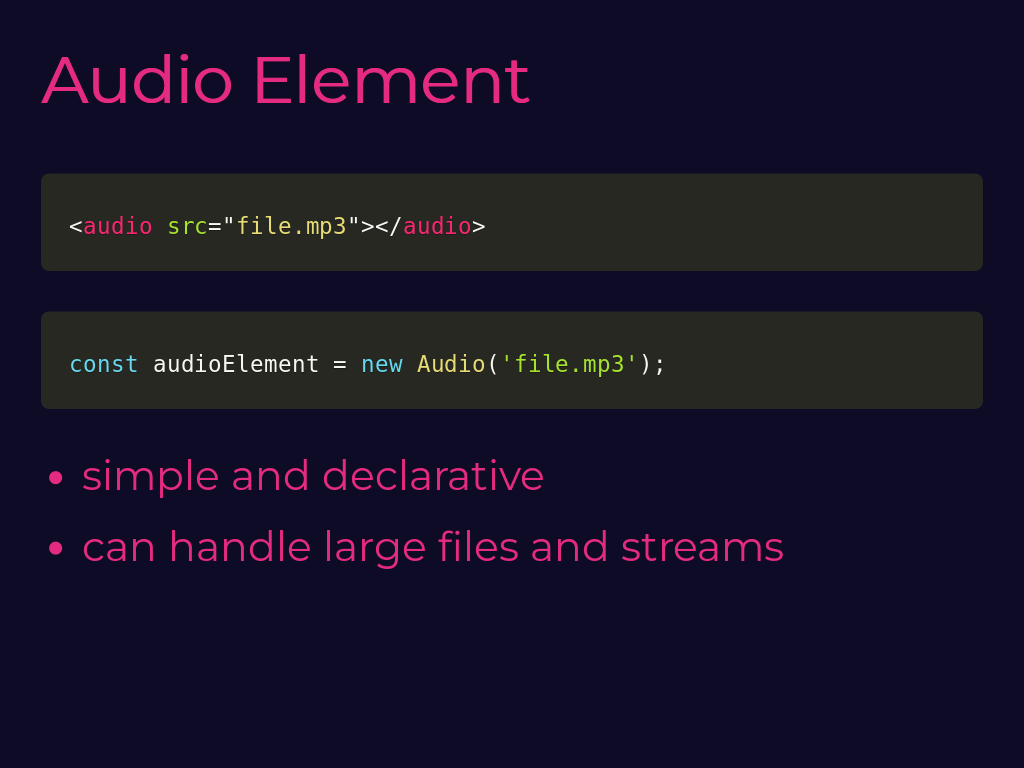 Audio Element
<audio src="file.mp3"></audio>
const audioElement = new Audio('file.mp3');
• simple and declarative
• can handle large files and streams